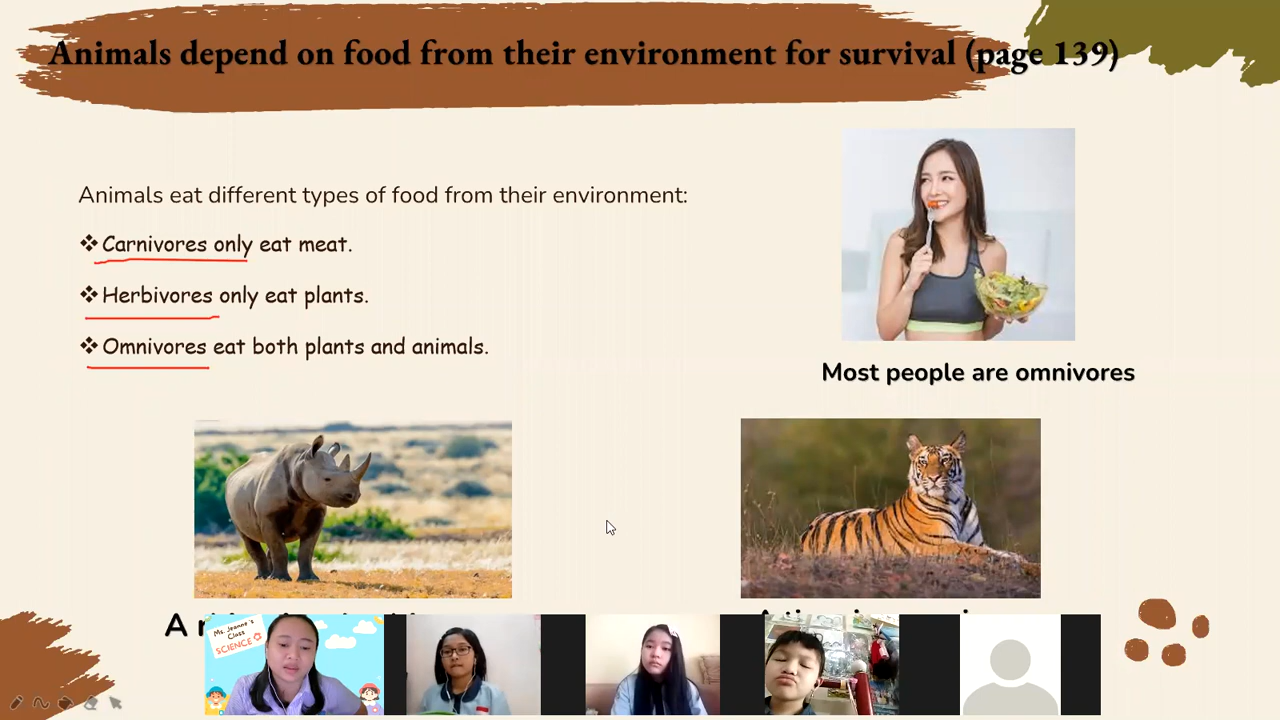 Animals depend on food from their environment for survival (page 139)
Animals eat different types of food from their environment:
❖ Carnivores only eat meat.
❖ Herbivores only eat plants.
❖ Omnivores eat both plants and animals.
Most people are omnivores
A
Ms. Jeanne's
Class
SCIENCE